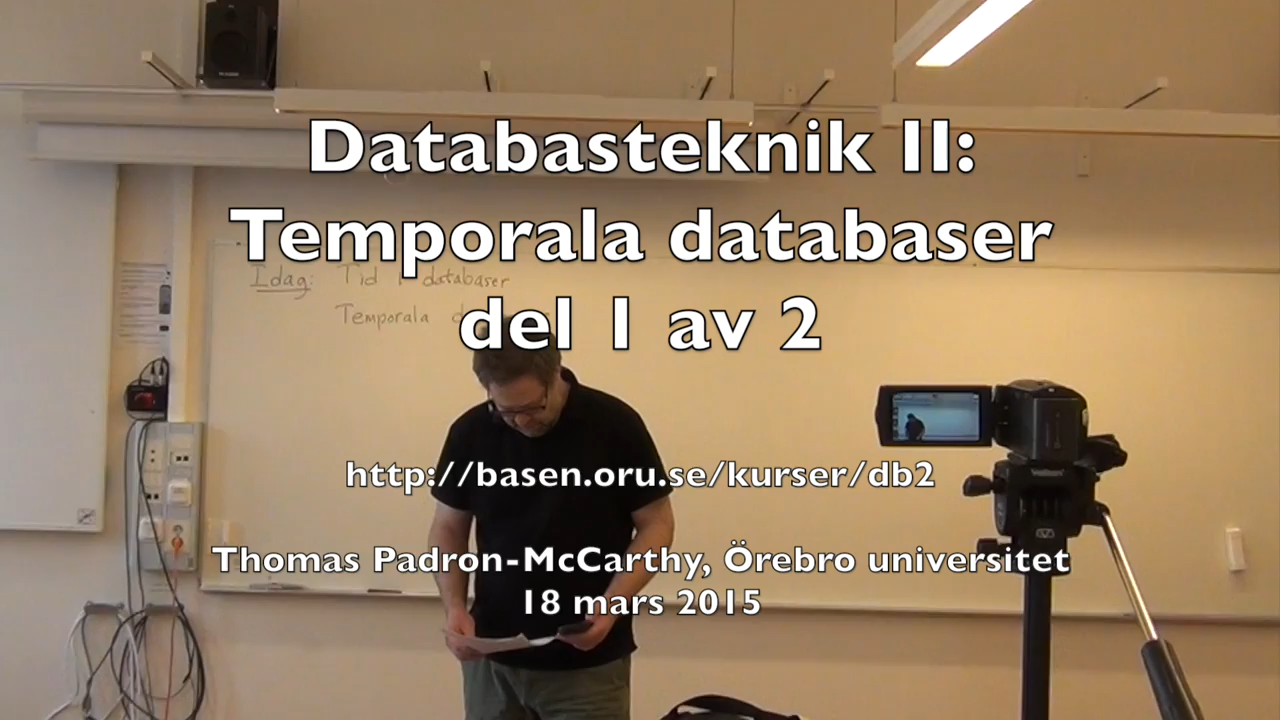 Databasteknik II:
Temporala databaser
Idag: Tid i databaser
Temporala
del 1 av 2
http://basen.oru.se/kurser/db2
Thomas Padron-McCarthy, Örebro universitet
18 mars 2015